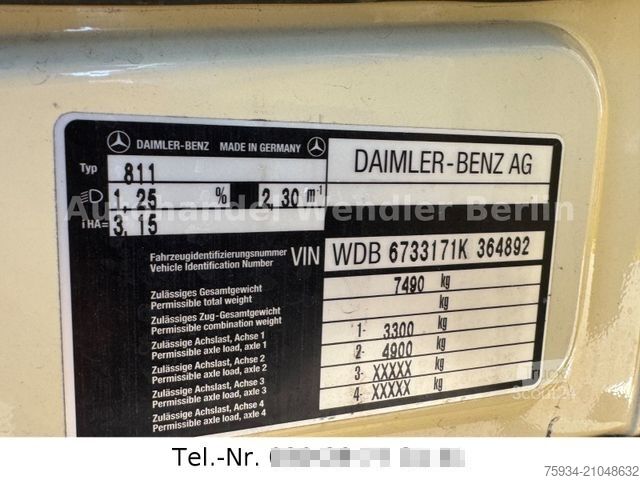 DAIMLER-BENZ MADE IN GERMANY
Typ 811
DAIMLER-BENZ AG
1,25 % 2,30 m-1
Autohandel Wendler Berlin
iHA= 3,15
Fahrzeugidentifizierungsnummer
Vehicle Identification Number
VIN WDB 6733171K 364892
Zulässiges Gesamtgewicht
Permissible total weight
7490 kg
Zulässiges Zug-Gesamtgewicht
Permissible combination weight
kg
Zulässige Achslast, Achse 1
Permissible axle load, axle 1
1- 3300 kg
Zulässige Achslast, Achse 2
Permissible axle load, axle 2
2- 4900 kg
Zulässige Achslast, Achse 3
Permissible axle load, axle 3
3- XXXXX kg
Zulässige Achslast, Achse 4
Permissible axle load, axle 4
4- XXXXX kg
Truck
Scout24
Tel.-Nr.
75934-21048632